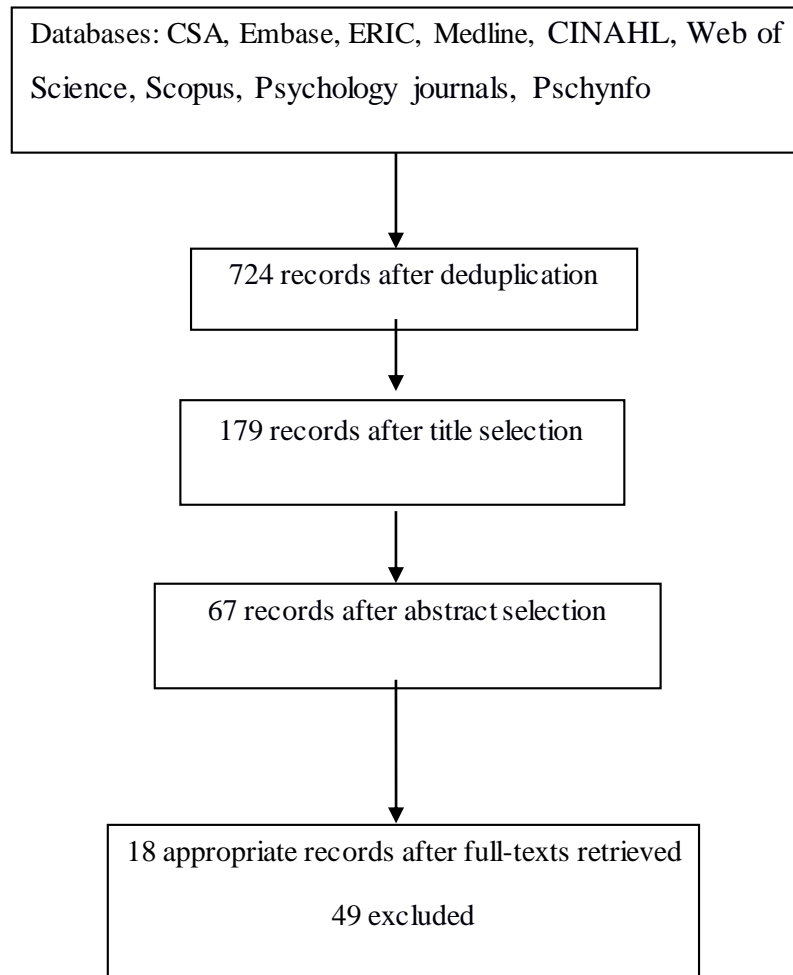 Databases: CSA, Embase, ERIC, Medline, CINAHL, Web of
Science, Scopus, Psychology journals, Pschynfo
724 records after deduplication
179 records after title selection
67 records after abstract selection
18 appropriate records after full-texts retrieved
49 excluded